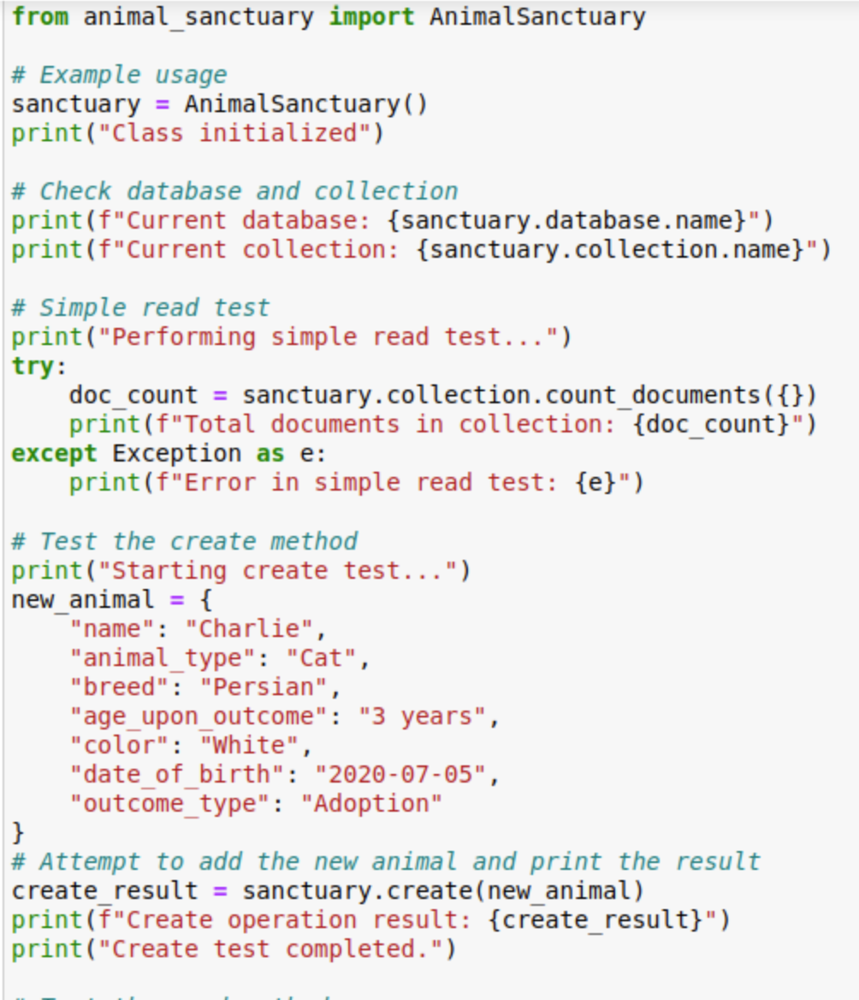 from animal_sanctuary import AnimalSanctuary
# Example usage
sanctuary = AnimalSanctuary()
print("Class initialized")
# Check database and collection
print(f"Current database: {sanctuary.database.name}")
print(f"Current collection: {sanctuary.collection.name}")
# Simple read test
print("Performing simple read test...")
try:
    doc_count = sanctuary.collection.count_documents({})
    print(f"Total documents in collection: {doc_count}")
except Exception as e:
    print(f"Error in simple read test: {e}")
# Test the create method
print("Starting create test...")
new_animal = {
    "name": "Charlie",
    "animal_type": "Cat",
    "breed": "Persian",
    "age_upon_outcome": "3 years",
    "color": "White",
    "date_of_birth": "2020-07-05",
    "outcome_type": "Adoption"
}
# Attempt to add the new animal and print the result
create_result = sanctuary.create(new_animal)
print(f"Create operation result: {create_result}")
print("Create test completed.")